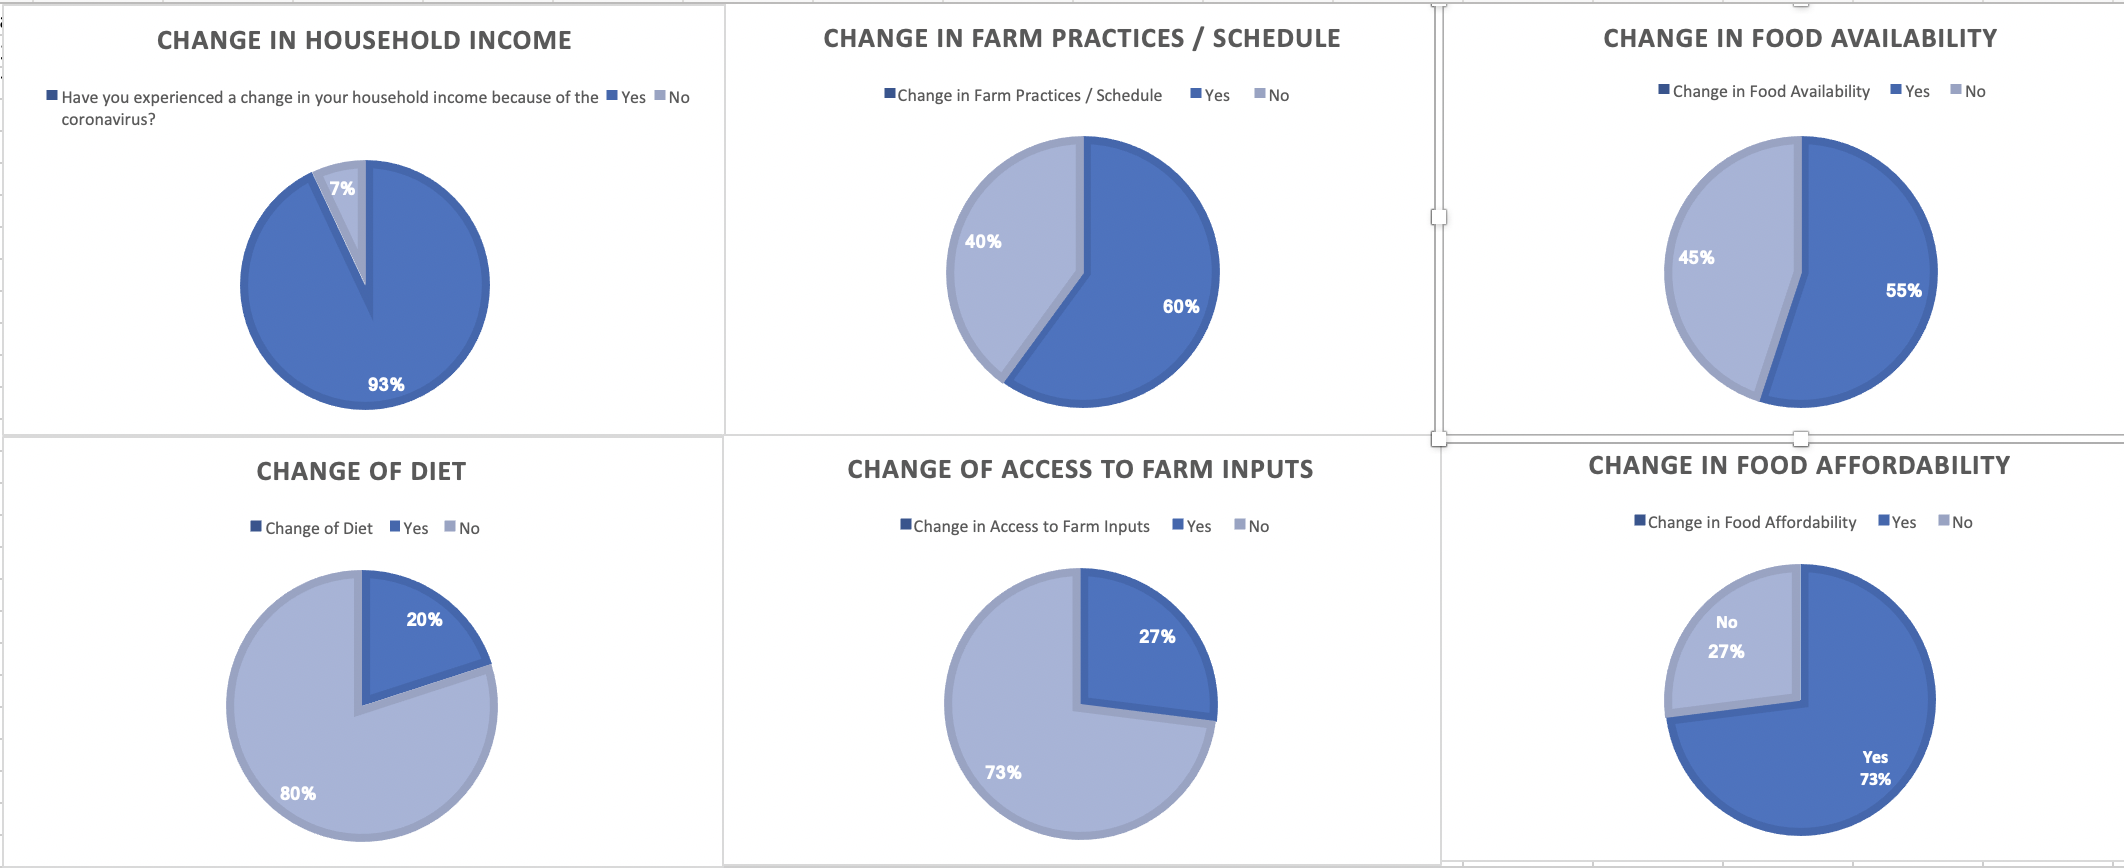 CHANGE IN HOUSEHOLD INCOME
Have you experienced a change in your household income because of the Yes No
coronavirus?
7%
93%
CHANGE IN FARM PRACTICES / SCHEDULE
Change in Farm Practices / Schedule Yes No
40%
60%
CHANGE IN FOOD AVAILABILITY
Change in Food Availability Yes No
45%
55%
CHANGE OF DIET
Change of Diet Yes No
20%
80%
CHANGE OF ACCESS TO FARM INPUTS
Change in Access to Farm Inputs Yes No
27%
73%
CHANGE IN FOOD AFFORDABILITY
Change in Food Affordability Yes No
No
27%
Yes
73%